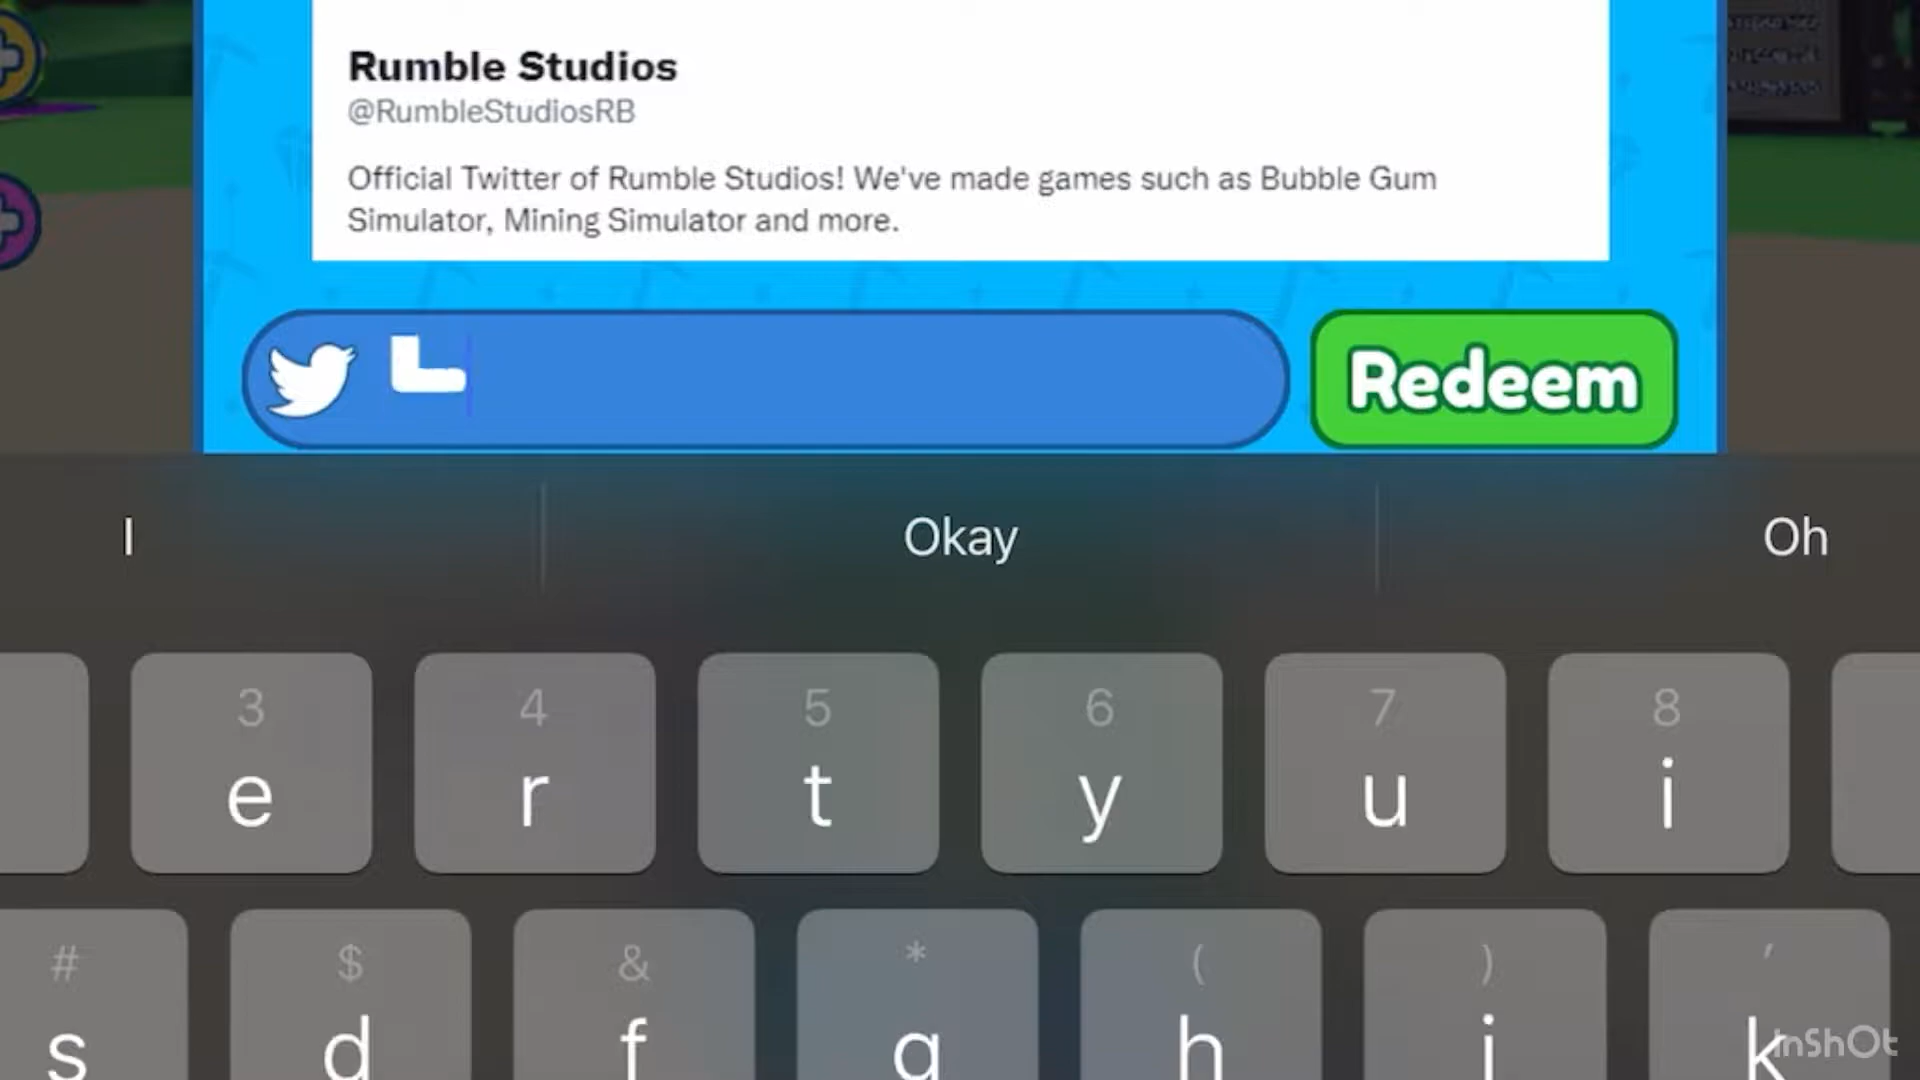 Rumble Studios
@RumbleStudiosRB
Official Twitter of Rumble Studios! We've made games such as Bubble Gum
Simulator, Mining Simulator and more.
L
Redeem
I Okay Oh
3 4 5 6 7 8
e r t y u i
# $ & * ( ) '
s d f g h j k
InShOt